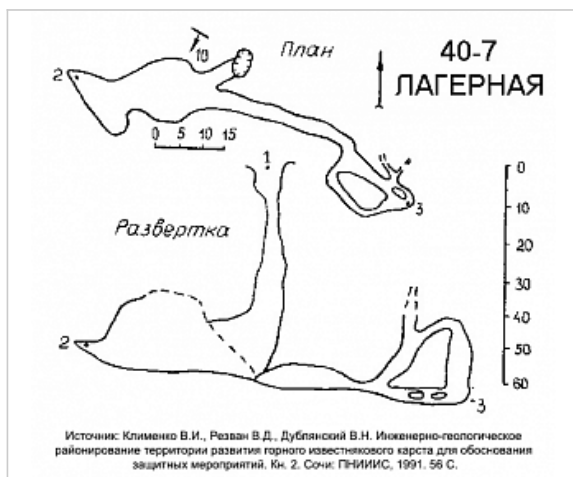 План
40-7
ЛАГЕРНАЯ
10
2
0 5 10 15
1
3
Развертка
0
10
20
30
40
50
60
2
3
Источник: Клименко В.И., Резван В.Д., Дублянский В.Н. Инженерно-геологическое
районирование территории развития горного известнякового карста для обоснования
защитных мероприятий. Кн. 2. Сочи: ПНИИИС, 1991. 56 С.